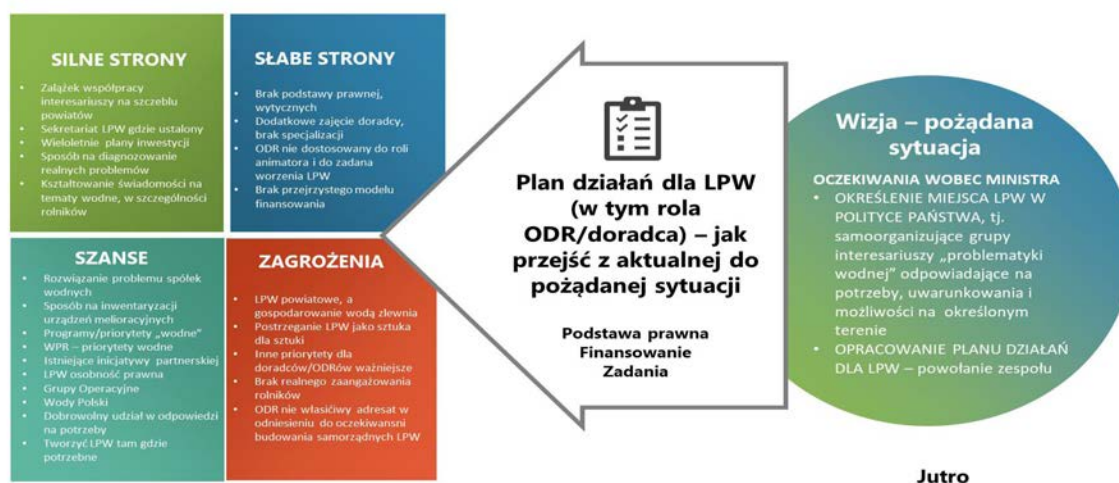 SILNE STRONY
• Zalążek współpracy
interesariuszy na szczeblu
powiatów
• Sekretariat LPW gdzie ustalony
• Wieloletnie plany inwestycji
• Sposób na diagnozowanie
realnych problemów
• Kształtowanie świadomości na
tematy wodne, w szczególności
rolników
SŁABE STRONY
• Brak podstawy prawnej,
wytycznych
• Dodatkowe zajęcie doradcy,
brak specjalizacji
• ODR nie dostosowany do roli
animatora i do zadana
worzenia LPW
• Brak przejrzystego modelu
finansowania
SZANSE
• Rozwiązanie problemu spółek
wodnych
• Sposób na inwentaryzacji
urządzeń melioracyjnych
• Programy/priorytety „wodne"
• WPR – priorytety wodne
• Istniejące inicjatywy partnerskiej
• LPW osobność prawna
• Grupy Operacyjne
• Wody Polski
• Dobrowolny udział w odpowiedzi
na potrzeby
• Tworzyć LPW tam gdzie
potrzebne
ZAGROŻENIA
• LPW powiatowe, a
gospodarowanie wodą zlewnia
• Postrzeganie LPW jako sztuka
dla sztuki
• Inne priorytety dla
doradców/ODRów ważniejsze
• Brak realnego zaangażowania
rolników
• ODR nie właściwy adresat w
odniesieniu do oczekiwansni
budowania samorządnych LPW
Plan działań dla LPW
(w tym rola
ODR/doradca) – jak
przejść z aktualnej do
pożądanej sytuacji
Podstawa prawna
Finansowanie
Zadania
Wizja – pożądana
sytuacja
OCZEKIWANIA WOBEC MINISTRA
• OKREŚLENIE MIEJSCA LPW W
POLITYCE PAŃSTWA, tj.
samoorganizujące grupy
interesariuszy „problematyki
wodnej" odpowiadające na
potrzeby, uwarunkowania i
możliwości na określonym
terenie
• OPRACOWANIE PLANU DZIAŁAŃ
DLA LPW – powołanie zespołu
Jutro